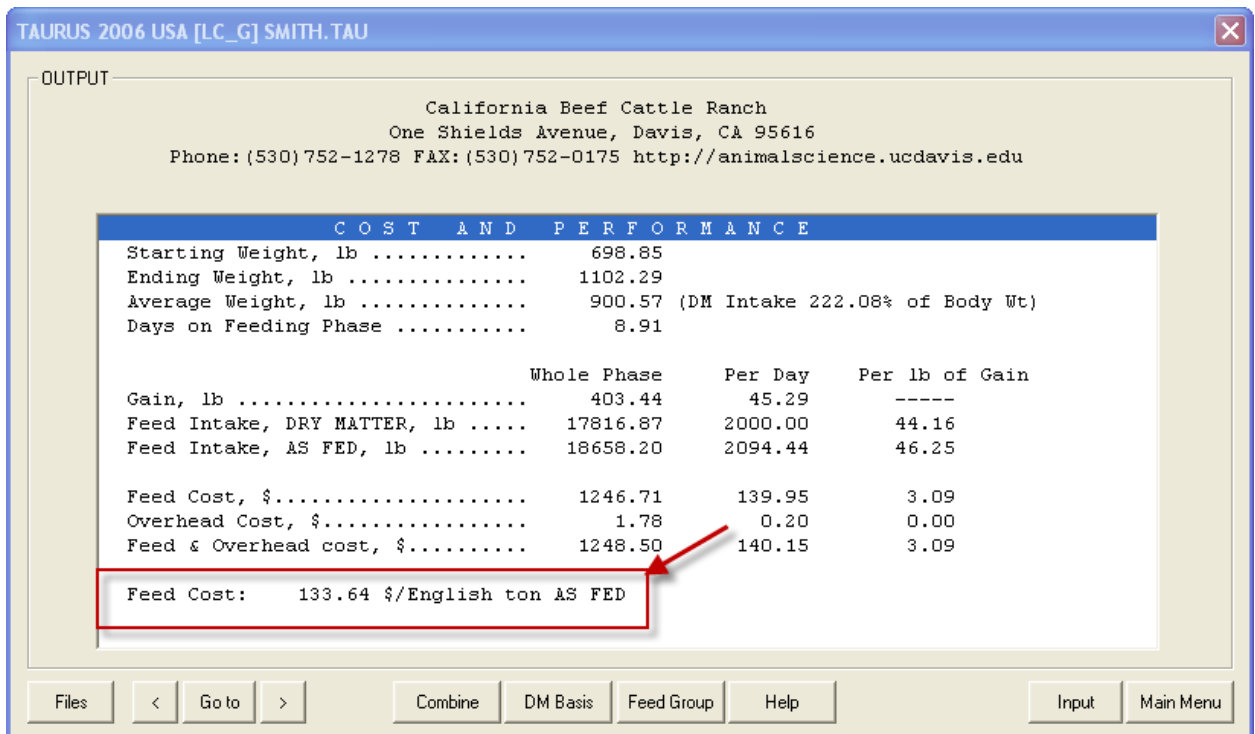 TAURUS 2006 USA [LC_G] SMITH.TAU
OUTPUT
California Beef Cattle Ranch
One Shields Avenue, Davis, CA 95616
Phone:(530)752-1278 FAX:(530)752-0175 http://animalscience.ucdavis.edu
C O S T A N D P E R F O R M A N C E
Starting Weight, lb ............. 698.85
Ending Weight, lb ............... 1102.29
Average Weight, lb .............. 900.57 (DM Intake 222.08% of Body Wt)
Days on Feeding Phase ........... 8.91
Whole Phase Per Day Per lb of Gain
Gain, lb ........................ 403.44 45.29 -----
Feed Intake, DRY MATTER, lb ..... 17816.87 2000.00 44.16
Feed Intake, AS FED, lb ......... 18658.20 2094.44 46.25
Feed Cost, $..................... 1246.71 139.95 3.09
Overhead Cost, $................. 1.78 0.20 0.00
Feed & Overhead cost, $.......... 1248.50 140.15 3.09
Feed Cost: 133.64 $/English ton AS FED
Files < Go to > Combine DM Basis Feed Group Help Input Main Menu